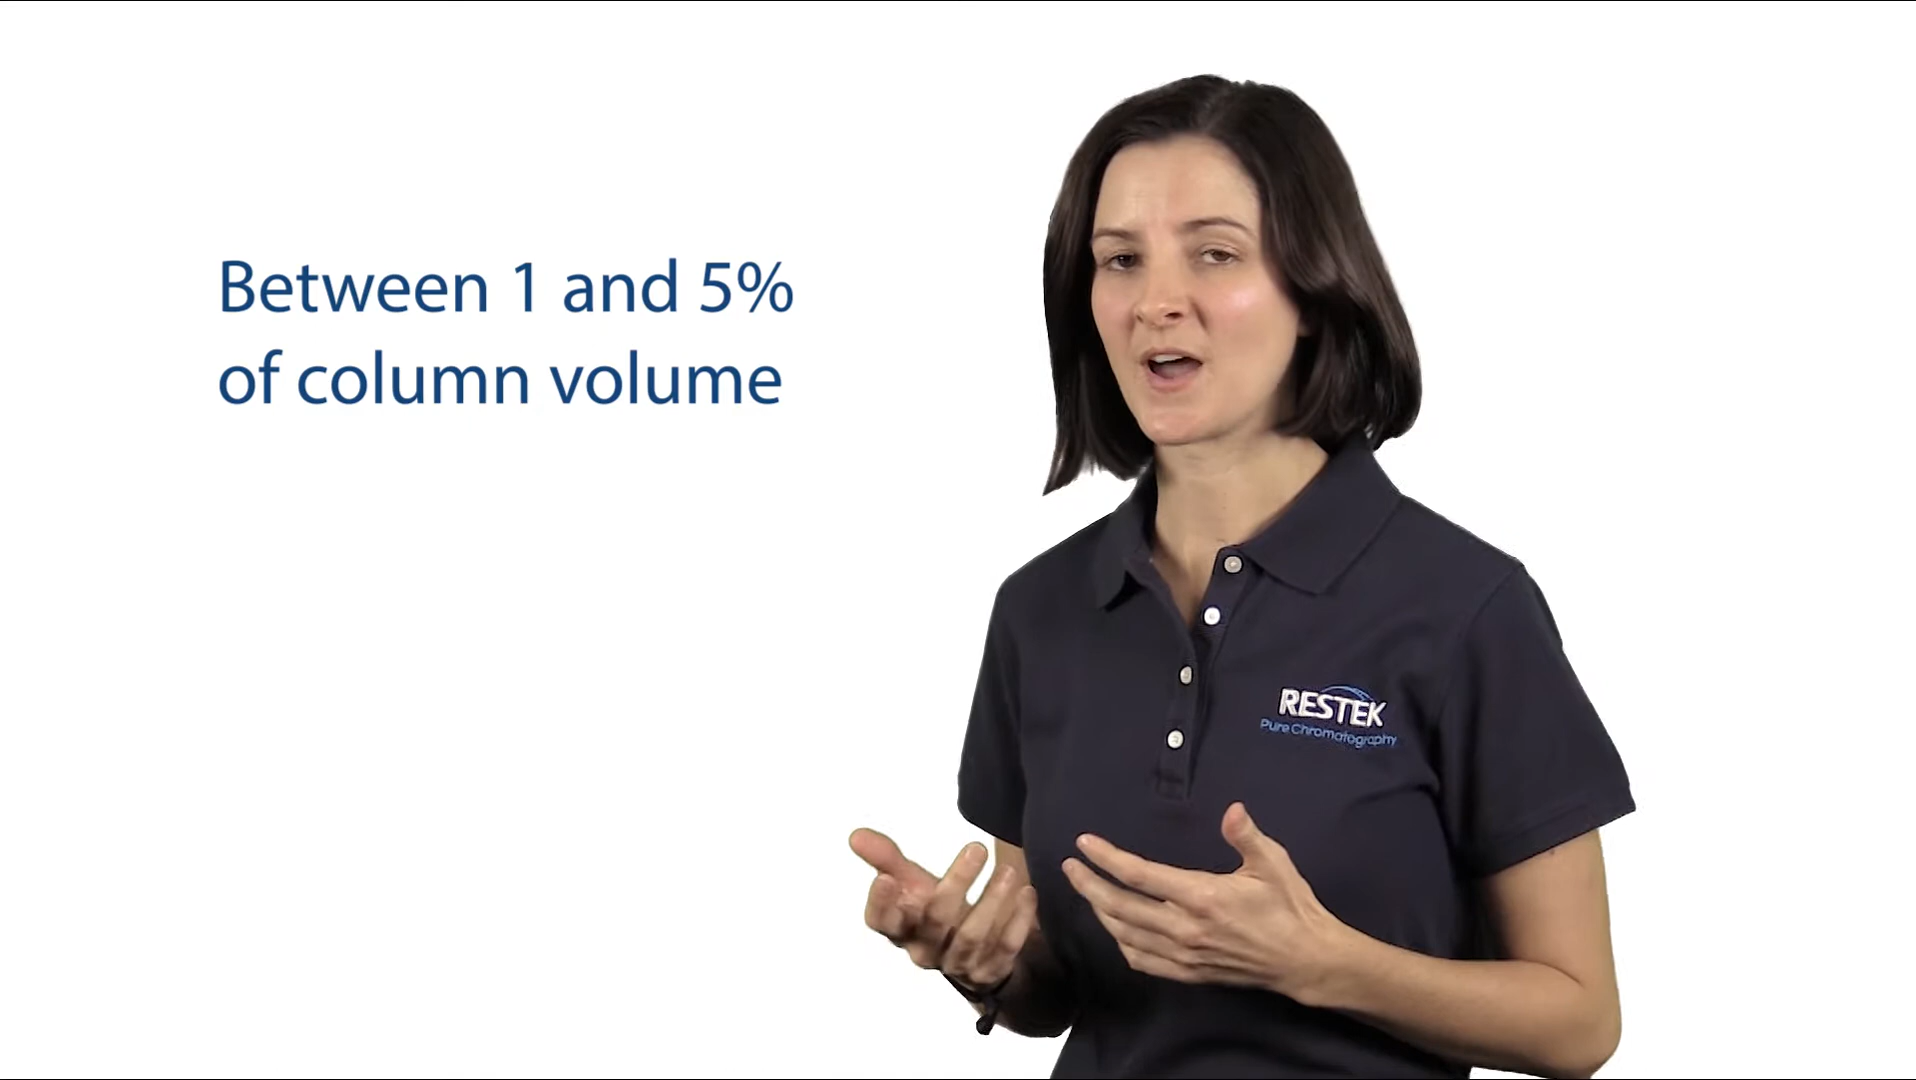 Between 1 and 5%
of column volume
RESTEK
Pure Chromatography